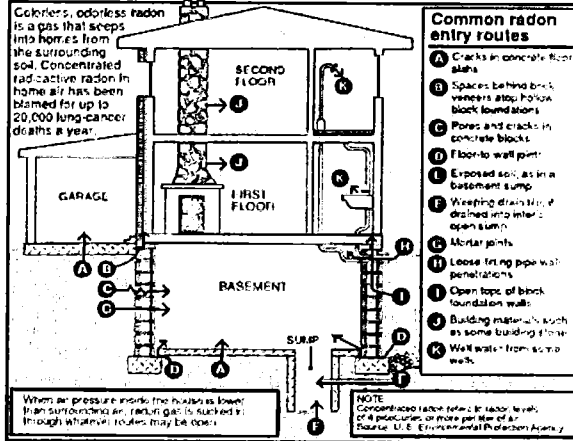 Colorless, odorless radon
is a gas that seeps
into homes from
the surrounding
soil. Concentrated
radioactive radon in
home air has been
blamed for up to
20,000 lung-cancer
deaths a year.
SECOND
FLOOR
J
K
J
K
GARAGE
FIRST
FLOOR
A
B
H
C
C
BASEMENT
I
SUMP
D
A
D
When air pressure inside the house is lower
than surrounding air, radon gas is sucked in
through whatever routes may be open
Common radon
entry routes
A Cracks in concrete floor
slabs
B Spaces behind brick
veneers atop hollow
block foundations
C Pores and cracks in
concrete blocks
D Floor-to wall joints
Exposed soil, as in a
basement sump
F Weeping drain tile, if
drained into
open sump
G Mortar joints
H Loose fitting pipe wall
penetrations
I Open tops of block
foundation walls
J Building materials such
as some building stone
K Well water from some
wells
NOTE
Concentrated radon refers to radon levels
of 4 picocuries or more per liter of air
Source: U.S. Environmental Protection Agency